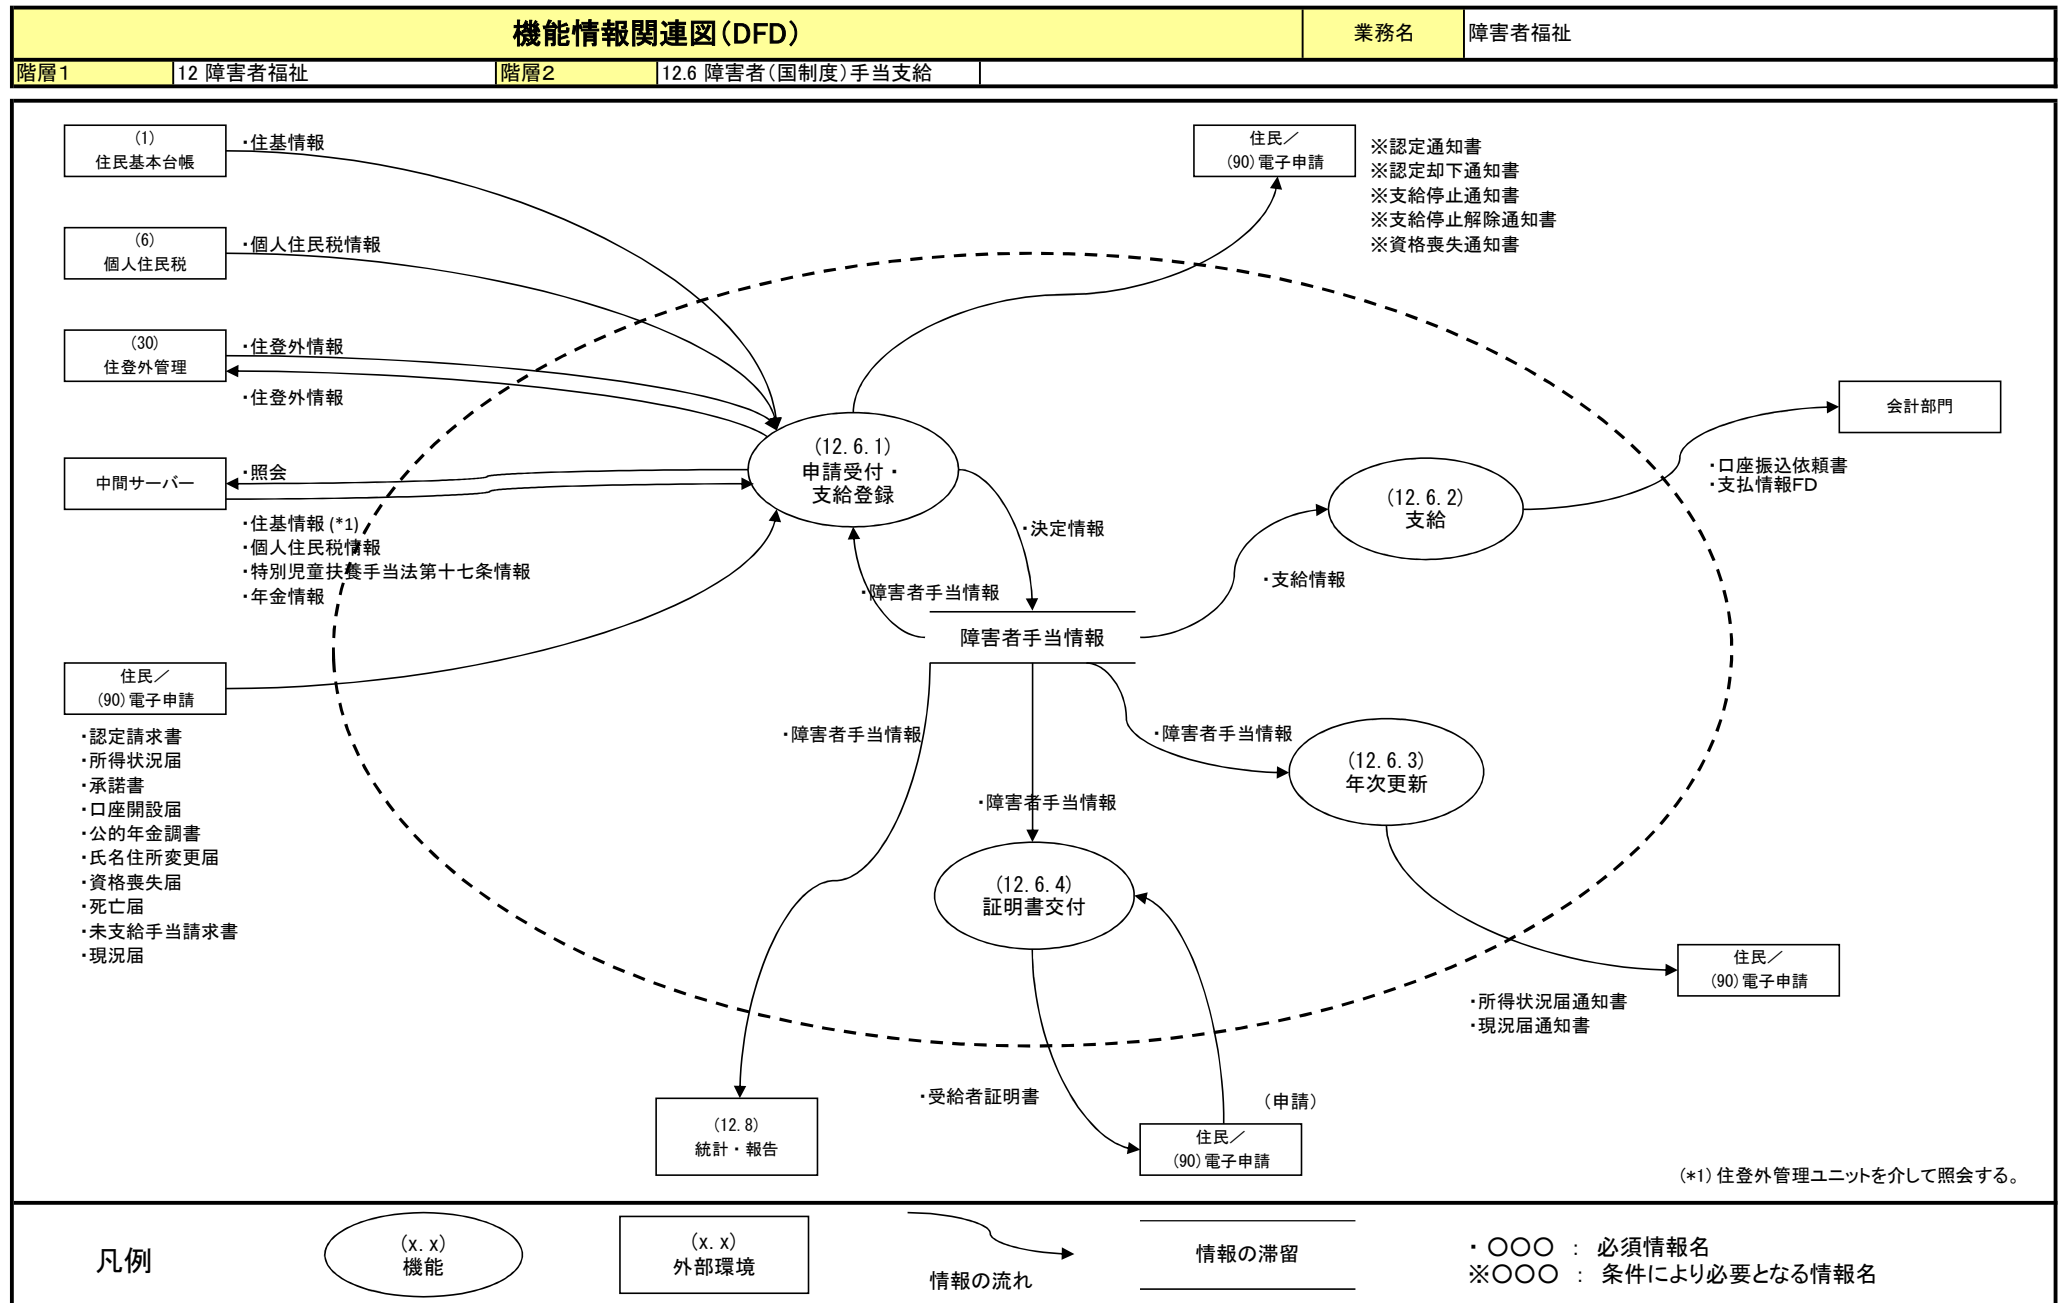 機能情報関連図(DFD)
業務名
障害者福祉
階層1
12 障害者福祉
階層2
12.6 障害者(国制度)手当支給
(1)
住民基本台帳
・住基情報
(6)
個人住民税
・個人住民税情報
(30)
住登外管理
・住登外情報
・住登外情報
中間サーバー
・照会
・住基情報(*1)
・個人住民税情報
・特別児童扶養手当法第十七条情報
・年金情報
住民/
(90)電子申請
・認定請求書
・所得状況届
・承諾書
・口座開設届
・公的年金調書
・氏名住所変更届
・資格喪失届
・死亡届
・未支給手当請求書
・現況届
住民/
(90)電子申請
※認定通知書
※認定却下通知書
※支給停止通知書
※支給停止解除通知書
※資格喪失通知書
(12.6.1)
申請受付・
支給登録
・決定情報
・障害者手当情報
障害者手当情報
・支給情報
(12.6.2)
支給
会計部門
・口座振込依頼書
・支払情報FD
・障害者手当情報
・障害者手当情報
・障害者手当情報
(12.6.3)
年次更新
(12.6.4)
証明書交付
住民/
(90)電子申請
・所得状況届通知書
・現況届通知書
・受給者証明書
(申請)
(12.8)
統計・報告
住民/
(90)電子申請
(*1)住登外管理ユニットを介して照会する。
凡例
(x.x)
機能
(x.x)
外部環境
情報の流れ
情報の滞留
・ ○○○ : 必須情報名
※○○○ : 条件により必要となる情報名